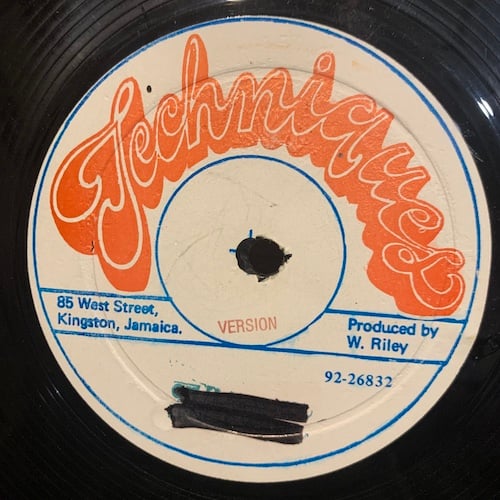 Techniques
85 West Street,
Kingston, Jamaica.
VERSION
Produced by
W. Riley
92-26832